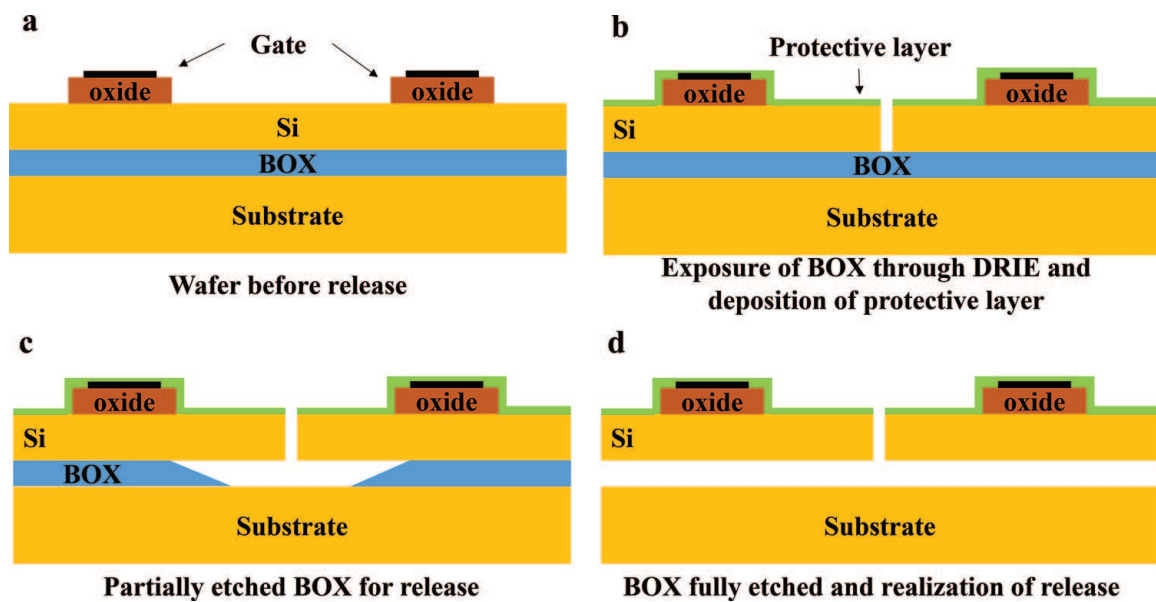 a
Gate
oxide
oxide
Si
BOX
Substrate
Wafer before release
b
Protective layer
oxide
oxide
Si
BOX
Substrate
Exposure of BOX through DRIE and
deposition of protective layer
c
oxide
oxide
Si
BOX
Substrate
Partially etched BOX for release
d
oxide
oxide
Si
Substrate
BOX fully etched and realization of release